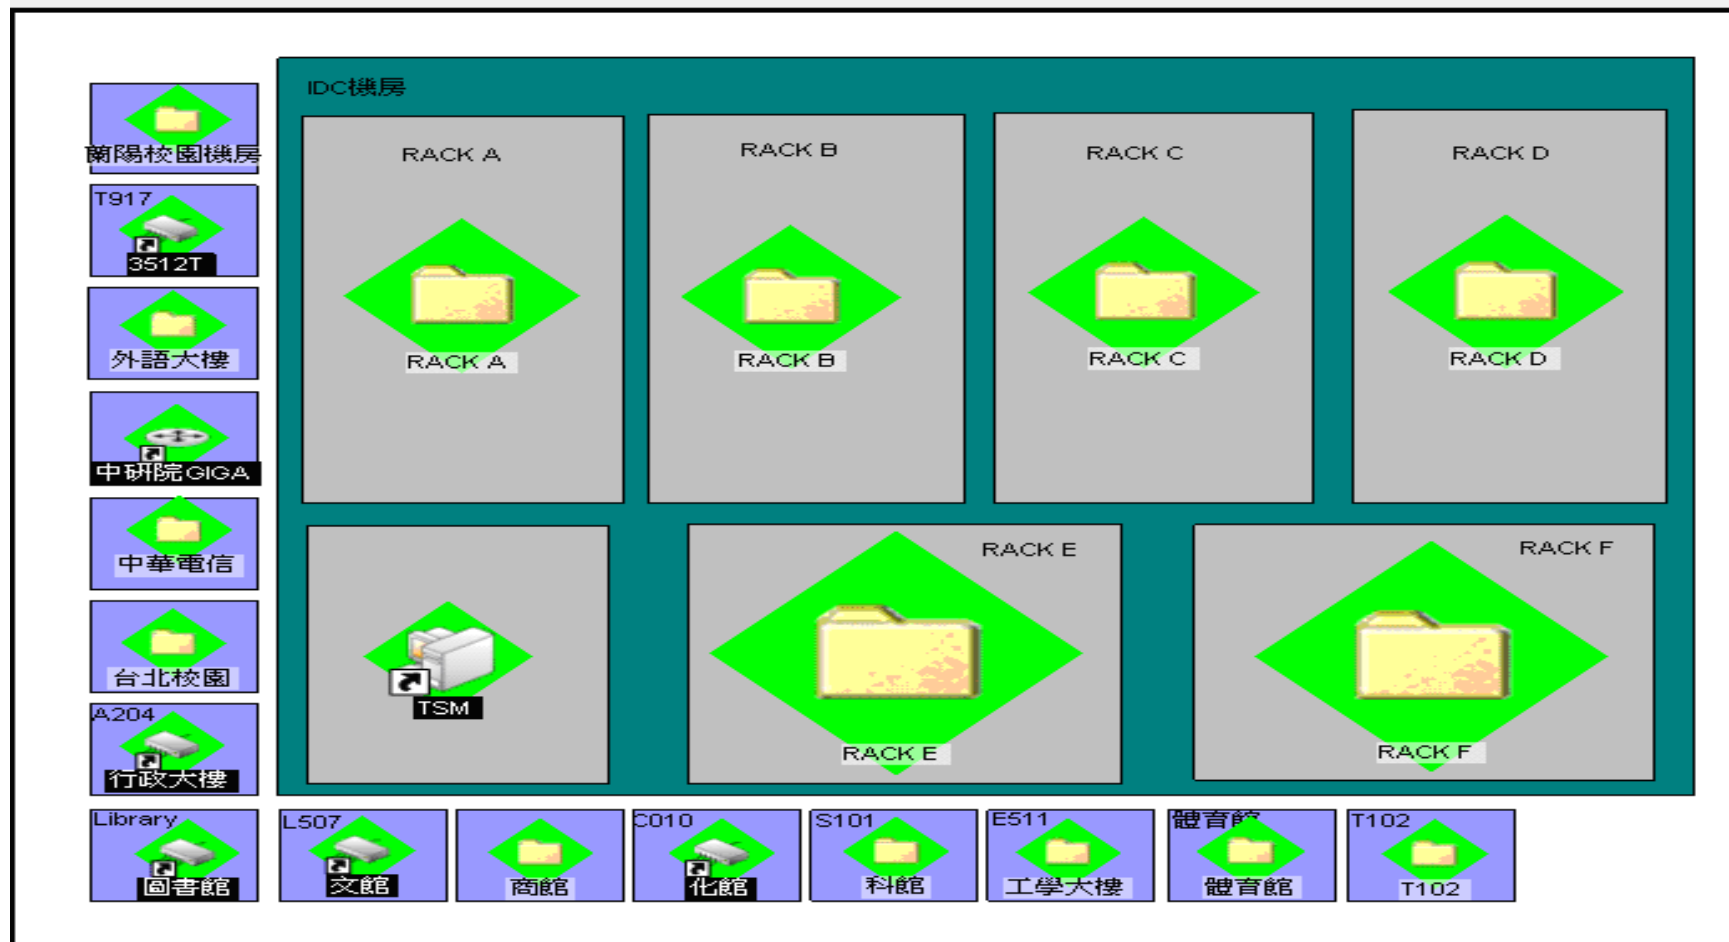 IDC機房
蘭陽校園機房
RACK A
RACK B
RACK C
RACK D
T917
3512T
外語大樓
RACK A
RACK B
RACK C
RACK D
中研院GIGA
中華電信
RACK E
RACK F
台北校園
TSM
A204
行政大樓
RACK E
RACK F
Library
圖書館
L507
文館
商館
C010
化館
S101
科館
E511
工學大樓
體育館
體育館
T102
T102